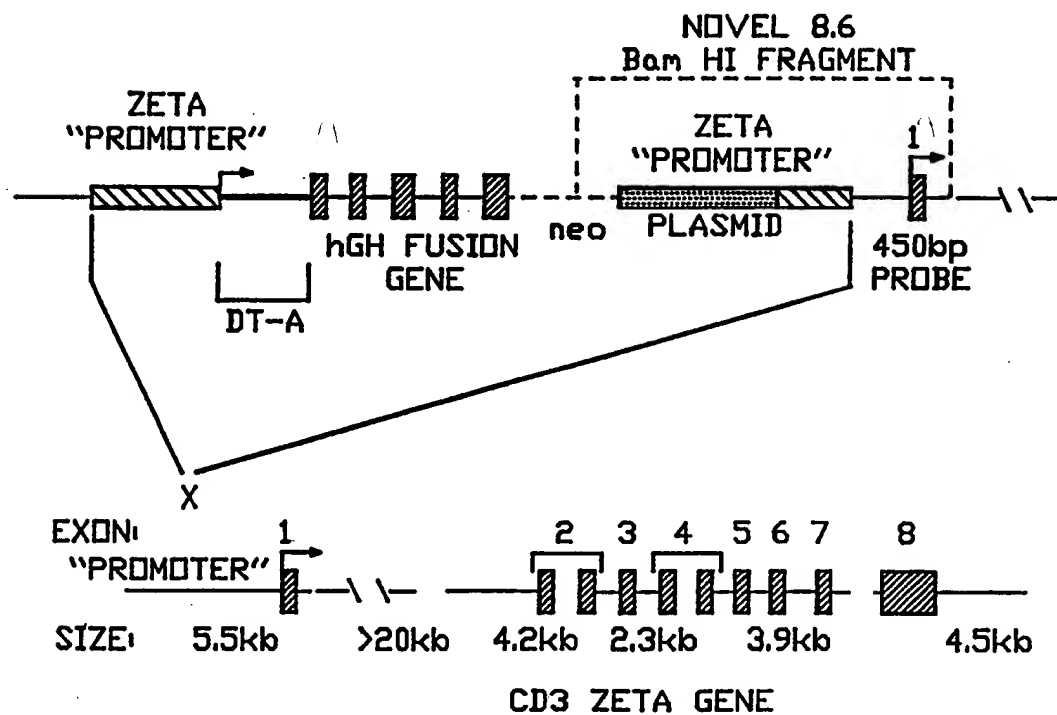 NOVEL 8.6
Bam HI FRAGMENT
ZETA
"PROMOTER"
ZETA
"PROMOTER"
1
hGH FUSION
GENE
neo
PLASMID
450bp
PROBE
DT-A
X
EXON: 1 2 3 4 5 6 7 8
"PROMOTER"
SIZE: 5.5kb >20kb 4.2kb 2.3kb 3.9kb 4.5kb
CD3 ZETA GENE